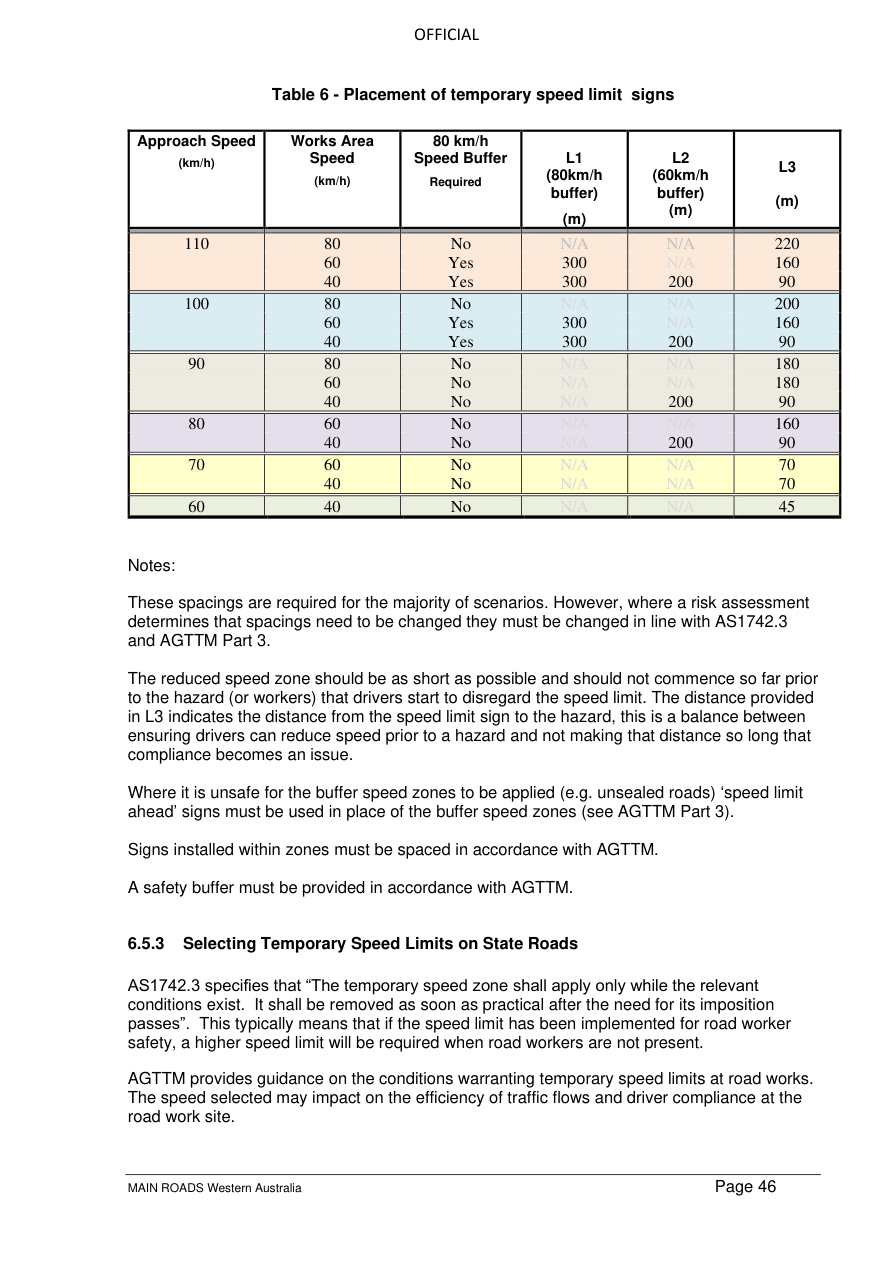 OFFICIAL
Table 6 - Placement of temporary speed limit  signs
Approach Speed (km/h) | Works Area Speed (km/h) | 80 km/h Speed Buffer Required | L1 (80km/h buffer) (m) | L2 (60km/h buffer) (m) | L3 (m)
110 | 80 | No | N/A | N/A | 220
60 | Yes | 300 | N/A | 160
40 | Yes | 300 | 200 | 90
100 | 80 | No | N/A | N/A | 200
60 | Yes | 300 | N/A | 160
40 | Yes | 300 | 200 | 90
90 | 80 | No | N/A | N/A | 180
60 | No | N/A | N/A | 180
40 | No | N/A | 200 | 90
80 | 60 | No | N/A | N/A | 160
40 | No | N/A | 200 | 90
70 | 60 | No | N/A | N/A | 70
40 | No | N/A | N/A | 70
60 | 40 | No | N/A | N/A | 45
Notes:
These spacings are required for the majority of scenarios. However, where a risk assessment
determines that spacings need to be changed they must be changed in line with AS1742.3
and AGTTM Part 3.
The reduced speed zone should be as short as possible and should not commence so far prior
to the hazard (or workers) that drivers start to disregard the speed limit. The distance provided
in L3 indicates the distance from the speed limit sign to the hazard, this is a balance between
ensuring drivers can reduce speed prior to a hazard and not making that distance so long that
compliance becomes an issue.
Where it is unsafe for the buffer speed zones to be applied (e.g. unsealed roads) ‘speed limit
ahead’ signs must be used in place of the buffer speed zones (see AGTTM Part 3).
Signs installed within zones must be spaced in accordance with AGTTM.
A safety buffer must be provided in accordance with AGTTM.
6.5.3 Selecting Temporary Speed Limits on State Roads
AS1742.3 specifies that “The temporary speed zone shall apply only while the relevant
conditions exist.  It shall be removed as soon as practical after the need for its imposition
passes”.  This typically means that if the speed limit has been implemented for road worker
safety, a higher speed limit will be required when road workers are not present.
AGTTM provides guidance on the conditions warranting temporary speed limits at road works.
The speed selected may impact on the efficiency of traffic flows and driver compliance at the
road work site.
MAIN ROADS Western Australia
Page 46